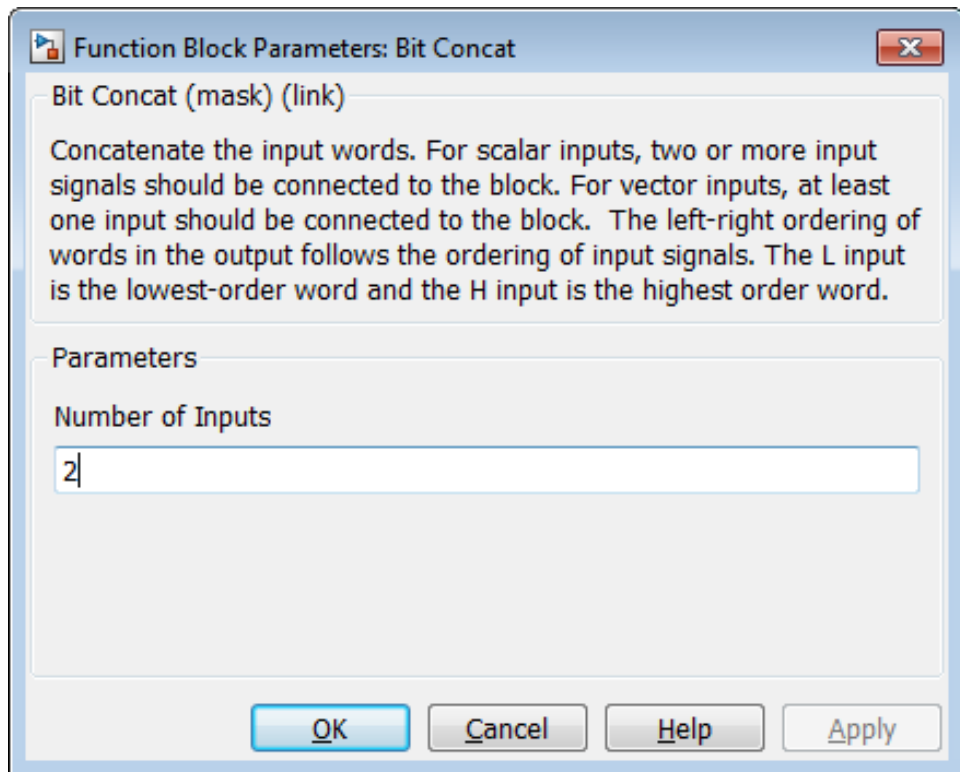 Function Block Parameters: Bit Concat
Bit Concat (mask) (link)
Concatenate the input words. For scalar inputs, two or more input
signals should be connected to the block. For vector inputs, at least
one input should be connected to the block.  The left-right ordering of
words in the output follows the ordering of input signals. The L input
is the lowest-order word and the H input is the highest order word.
Parameters
Number of Inputs
2
OK Cancel Help Apply